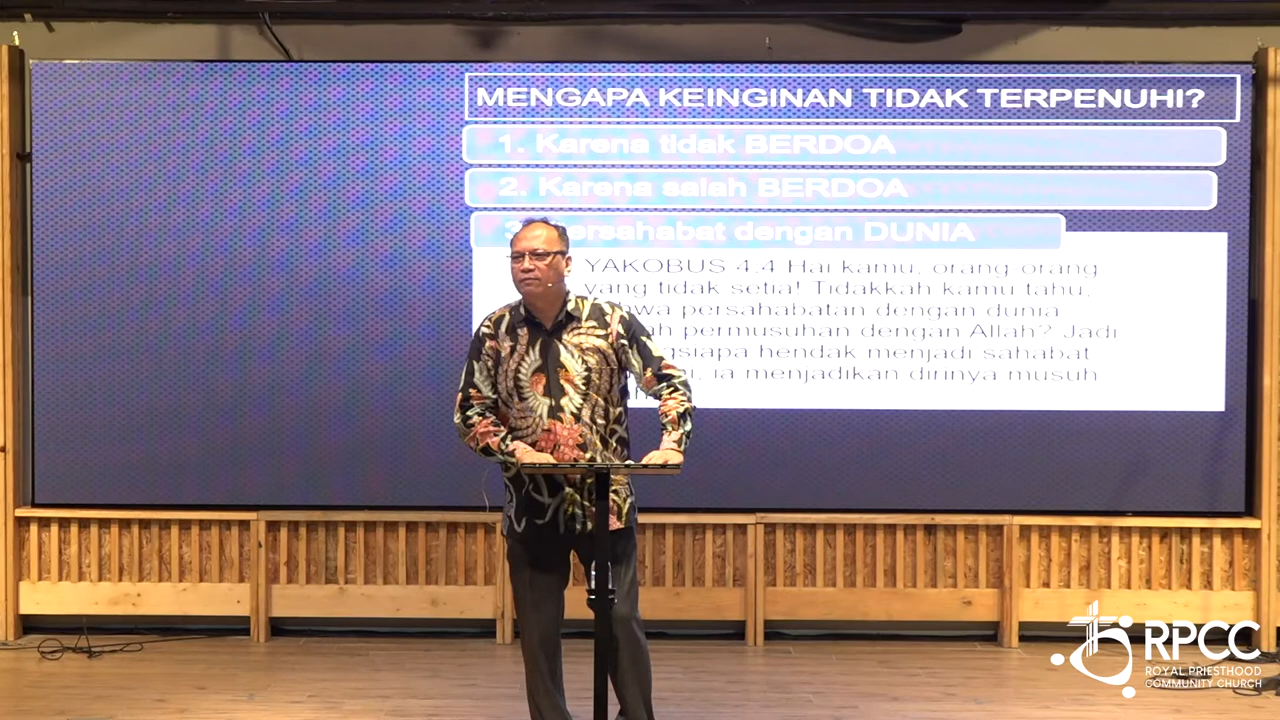 MENGAPA KEINGINAN TIDAK TERPENUHI?
1. Karena tidak BERDOA
2. Karena salah BERDOA
3. dengan DUNIA
YAKOBUS 4.4 Hai kamu, orang-orang
yang tidak setia! Tidakkah kamu tahu,
persahabatan dengan dunia
permusuhan dengan Allah? Jadi
hendak menjadi sahabat
ia menjadikan dirinya musuh
RPCC
ROYAL PRIESTHOOD
COMMUNITY CHURCH